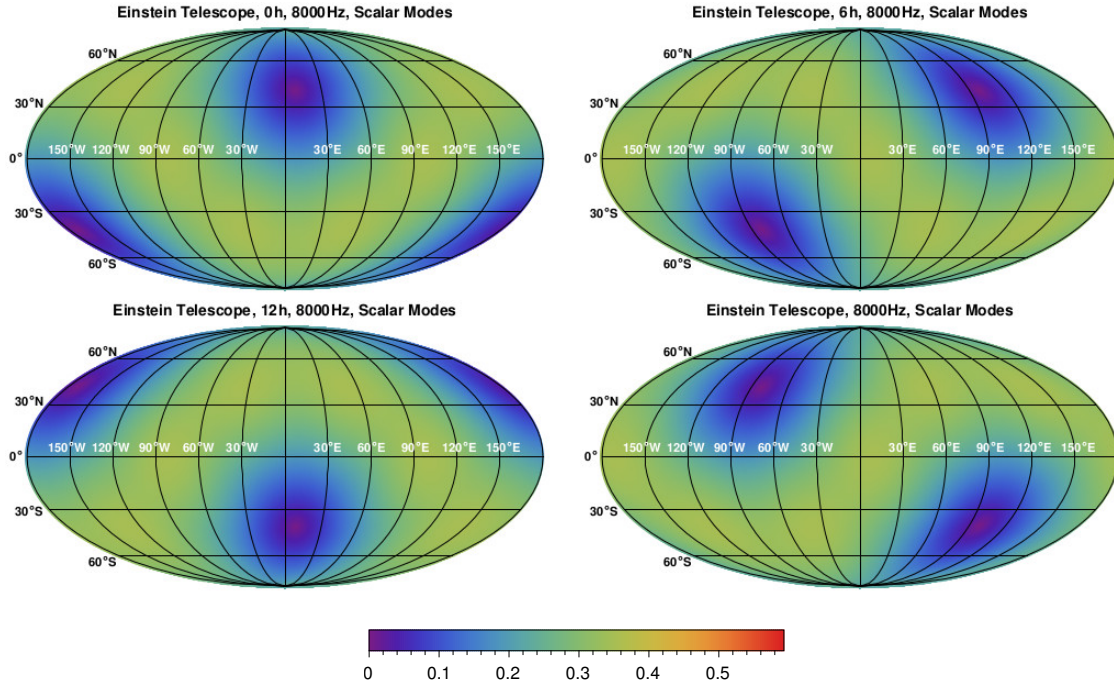 Einstein Telescope, 0h, 8000Hz, Scalar Modes
60°N
30°N
150°W 120°W 90°W 60°W 30°W 30°E 60°E 90°E 120°E 150°E
0°
30°S
60°S
Einstein Telescope, 6h, 8000Hz, Scalar Modes
60°N
30°N
150°W 120°W 90°W 60°W 30°W 30°E 60°E 90°E 120°E 150°E
0°
30°S
60°S
Einstein Telescope, 12h, 8000Hz, Scalar Modes
60°N
30°N
150°W 120°W 90°W 60°W 30°W 30°E 60°E 90°E 120°E 150°E
0°
30°S
60°S
Einstein Telescope, 8000Hz, Scalar Modes
60°N
30°N
150°W 120°W 90°W 60°W 30°W 30°E 60°E 90°E 120°E 150°E
0°
30°S
60°S
0 0.1 0.2 0.3 0.4 0.5